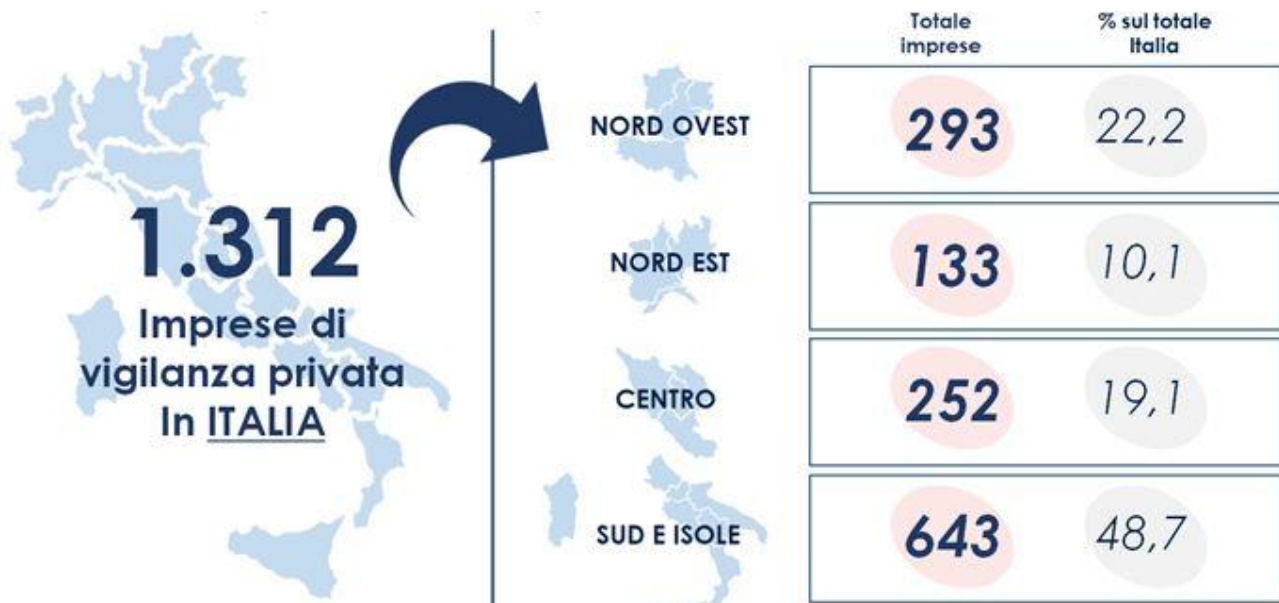 1.312
Imprese di
vigilanza privata
In ITALIA
Totale
imprese
% sul totale
Italia
NORD OVEST
293
22,2
NORD EST
133
10,1
CENTRO
252
19,1
SUD E ISOLE
643
48,7